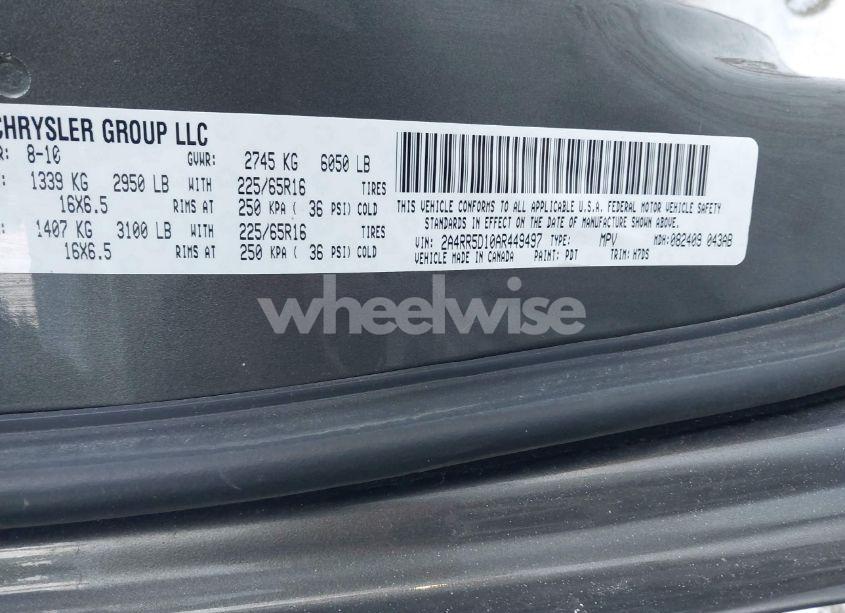 CHRYSLER GROUP LLC
R: 8-10 GVWR: 2745 KG 6050 LB
: 1339 KG 2950 LB WITH 225/65R16 TIRES
16X6.5 RIMS AT 250 KPA ( 36 PSI) COLD
: 1407 KG 3100 LB WITH 225/65R16 TIRES
16X6.5 RIMS AT 250 KPA ( 36 PSI) COLD
THIS VEHICLE CONFORMS TO ALL APPLICABLE U.S.A. FEDERAL MOTOR VEHICLE SAFETY
STANDARDS IN EFFECT ON THE DATE OF MANUFACTURE SHOWN ABOVE.
VIN: 2A4RR5D10AR449497 TYPE: MPV MDH: 082409 043AB
VEHICLE MADE IN CANADA PAINT: PDT TRIM: H7DS
wheelwise